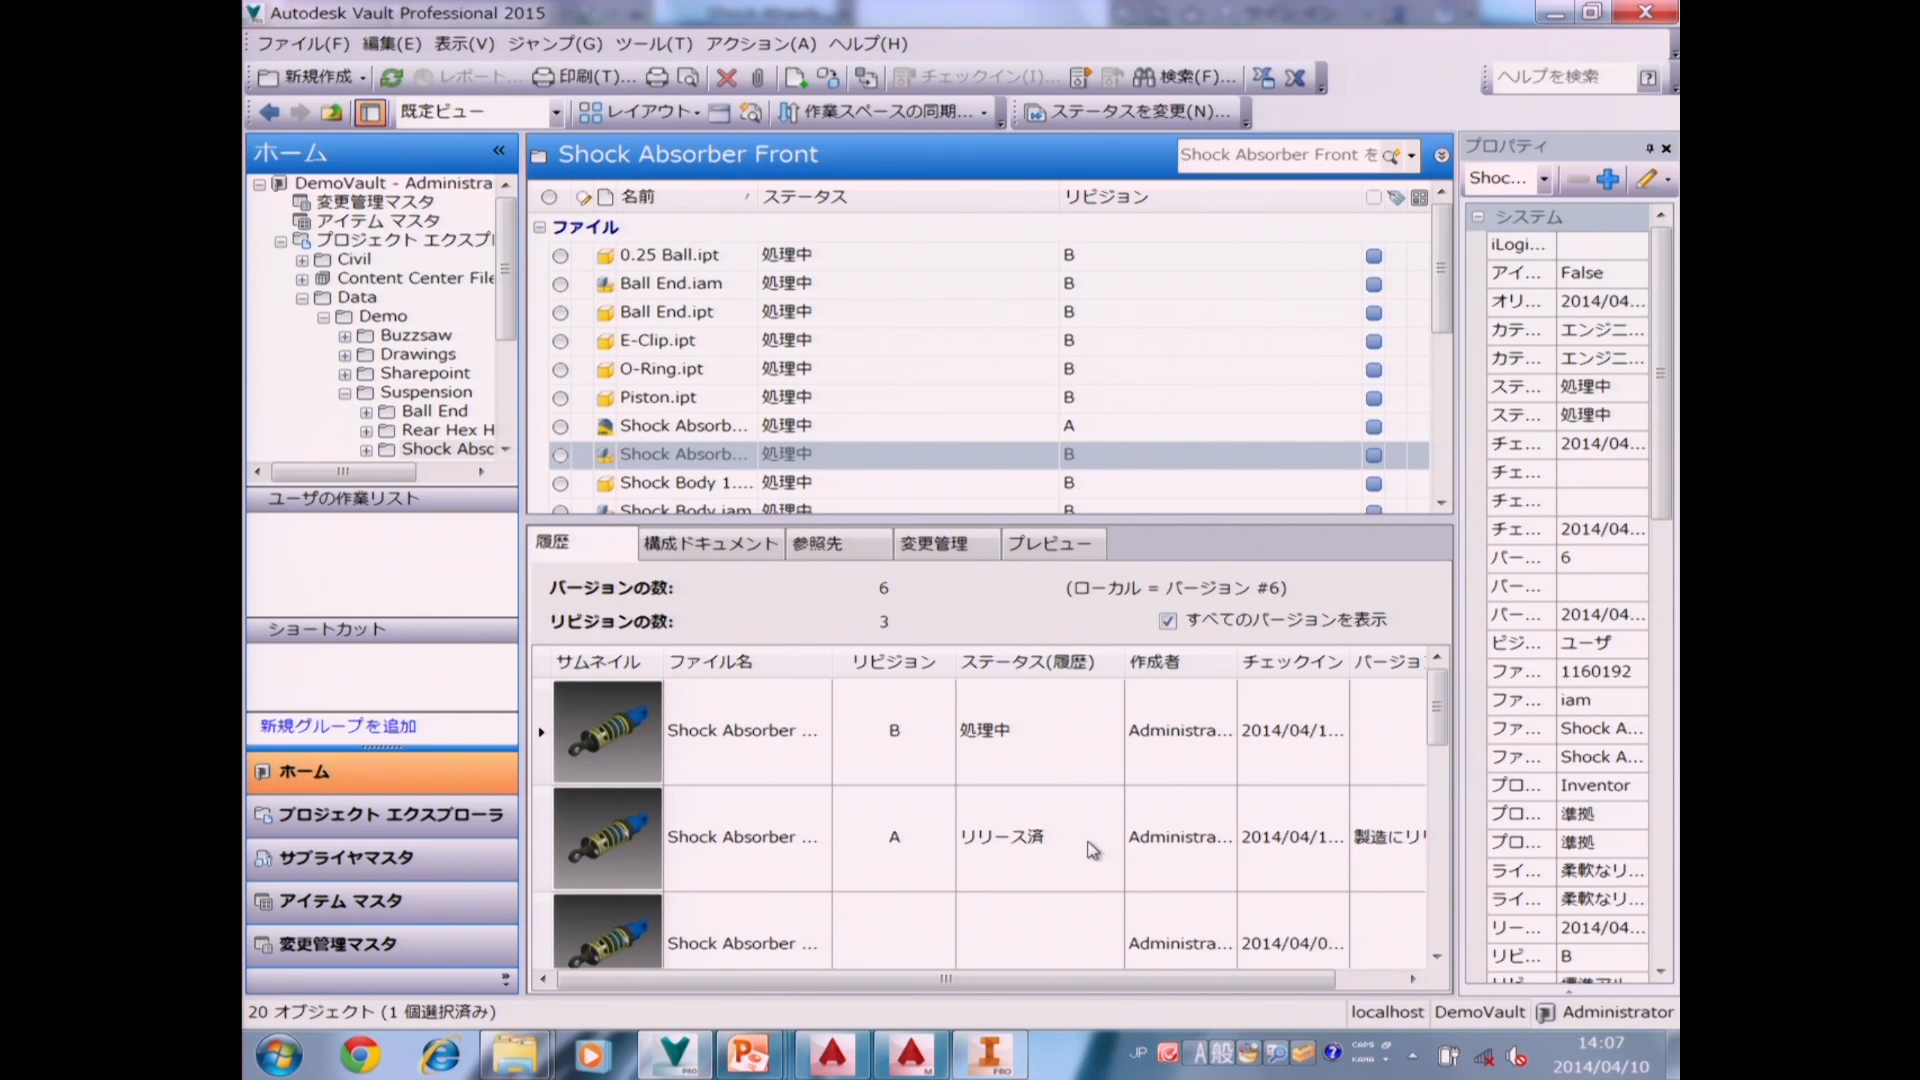 Autodesk Vault Professional 2015
ファイル(F) 編集(E) 表示(V) ジャンプ(G) ツール(T) アクション(A) ヘルプ(H)
新規作成 レポート... 印刷(T)... チェックイン(I)... 検索(F)... ヘルプを検索
既定ビュー レイアウト 作業スペースの同期... ステータスを変更(N)...
ホーム
DemoVault - Administra
変更管理マスタ
アイテム マスタ
プロジェクト エクスプ
Civil
Content Center File
Data
Demo
Buzzsaw
Drawings
Sharepoint
Suspension
Ball End
Rear Hex H
Shock Absc
ユーザの作業リスト
ショートカット
新規グループを追加
ホーム
プロジェクト エクスプローラ
サプライヤマスタ
アイテム マスタ
変更管理マスタ
Shock Absorber Front
Shock Absorber Front を
名前 ステータス リビジョン
ファイル
0.25 Ball.ipt 処理中 B
Ball End.iam 処理中 B
Ball End.ipt 処理中 B
E-Clip.ipt 処理中 B
O-Ring.ipt 処理中 B
Piston.ipt 処理中 B
Shock Absorb... 処理中 A
Shock Absorb... 処理中 B
Shock Body 1.... 処理中 B
Shock Body.iam 処理中 B
履歴 構成ドキュメント 参照先 変更管理 プレビュー
バージョンの数: 6 (ローカル = バージョン #6)
リビジョンの数: 3 すべてのバージョンを表示
サムネイル ファイル名 リビジョン ステータス(履歴) 作成者 チェックイン バージョ
Shock Absorber ... B 処理中 Administra... 2014/04/1...
Shock Absorber ... A リリース済 Administra... 2014/04/1... 製造にリ
Shock Absorber ... Administra... 2014/04/0...
プロパティ
Shoc...
システム
iLogi...
アイ... False
オリ... 2014/04...
カテ... エンジニ...
カテ... エンジニ...
ステ... 処理中
ステ... 処理中
チェ... 2014/04...
チェ...
チェ...
チェ... 2014/04...
バー... 6
バー...
バー... 2014/04...
ビジ... ユーザ
ファ... 1160192
ファ... iam
ファ... Shock A...
ファ... Shock A...
プロ... Inventor
プロ... 準拠
プロ... 準拠
ライ... 柔軟なリ...
ライ... 柔軟なリ...
リー... 2014/04...
リビ... B
20 オブジェクト (1 個選択済み) localhost DemoVault Administrator
JP A般 CAPS KANA
14:07
2014/04/10